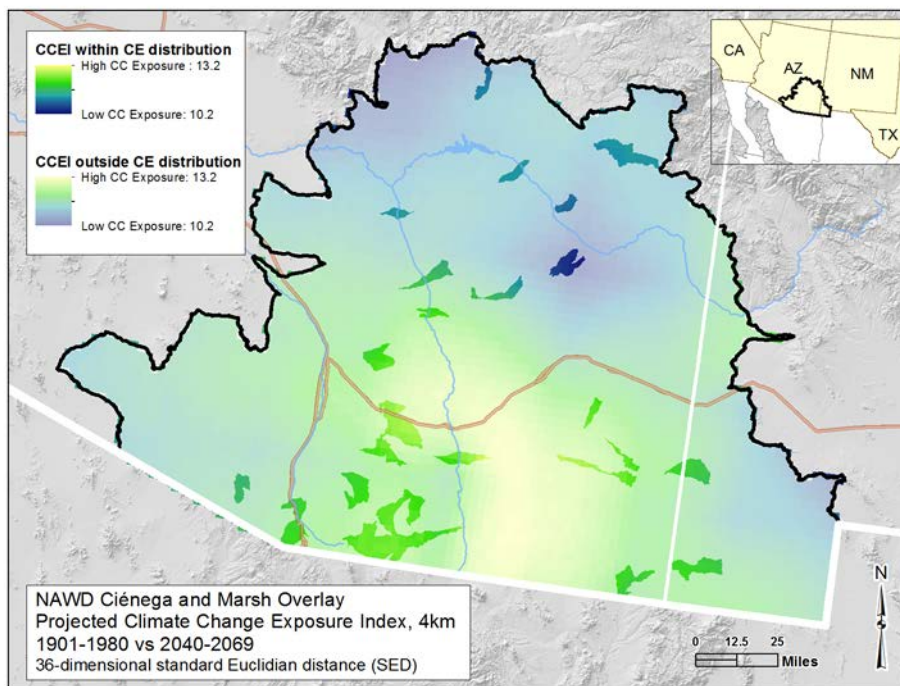 CCEI within CE distribution
High CC Exposure : 13.2
Low CC Exposure: 10.2
CCEI outside CE distribution
High CC Exposure: 13.2
Low CC Exposure: 10.2
CA
AZ
NM
TX
NAWD Ciénega and Marsh Overlay
Projected Climate Change Exposure Index, 4km
1901-1980 vs 2040-2069
36-dimensional standard Euclidian distance (SED)
N
0 12.5 25
Miles